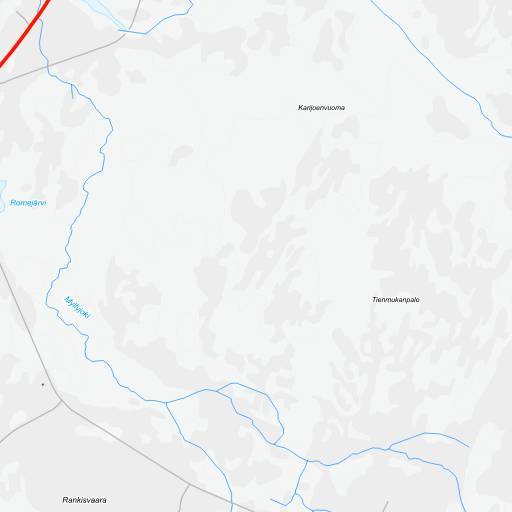 Karijoenvuoma
Romejärvi
Tienmukanpalo
Myllyjoki
Rankisvaara